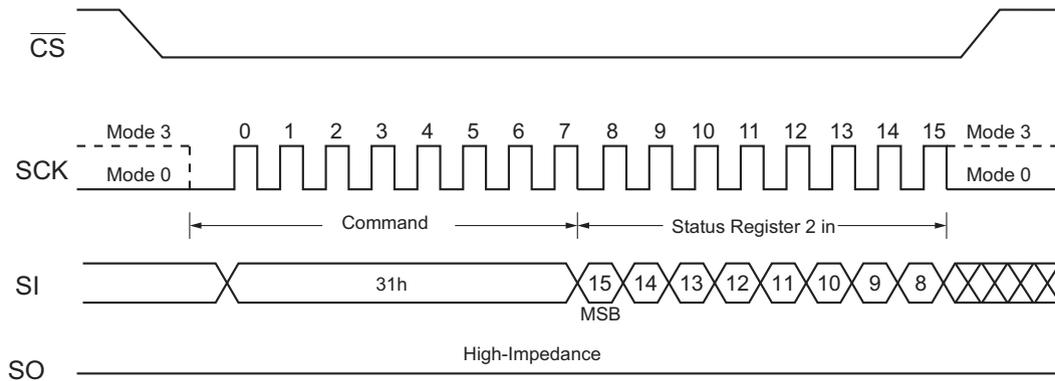 CS
Mode 3 0 1 2 3 4 5 6 7 8 9 10 11 12 13 14 15 Mode 3
SCK
Mode 0 Mode 0
Command Status Register 2 in
SI 31h 15 14 13 12 11 10 9 8
MSB
High-Impedance
SO